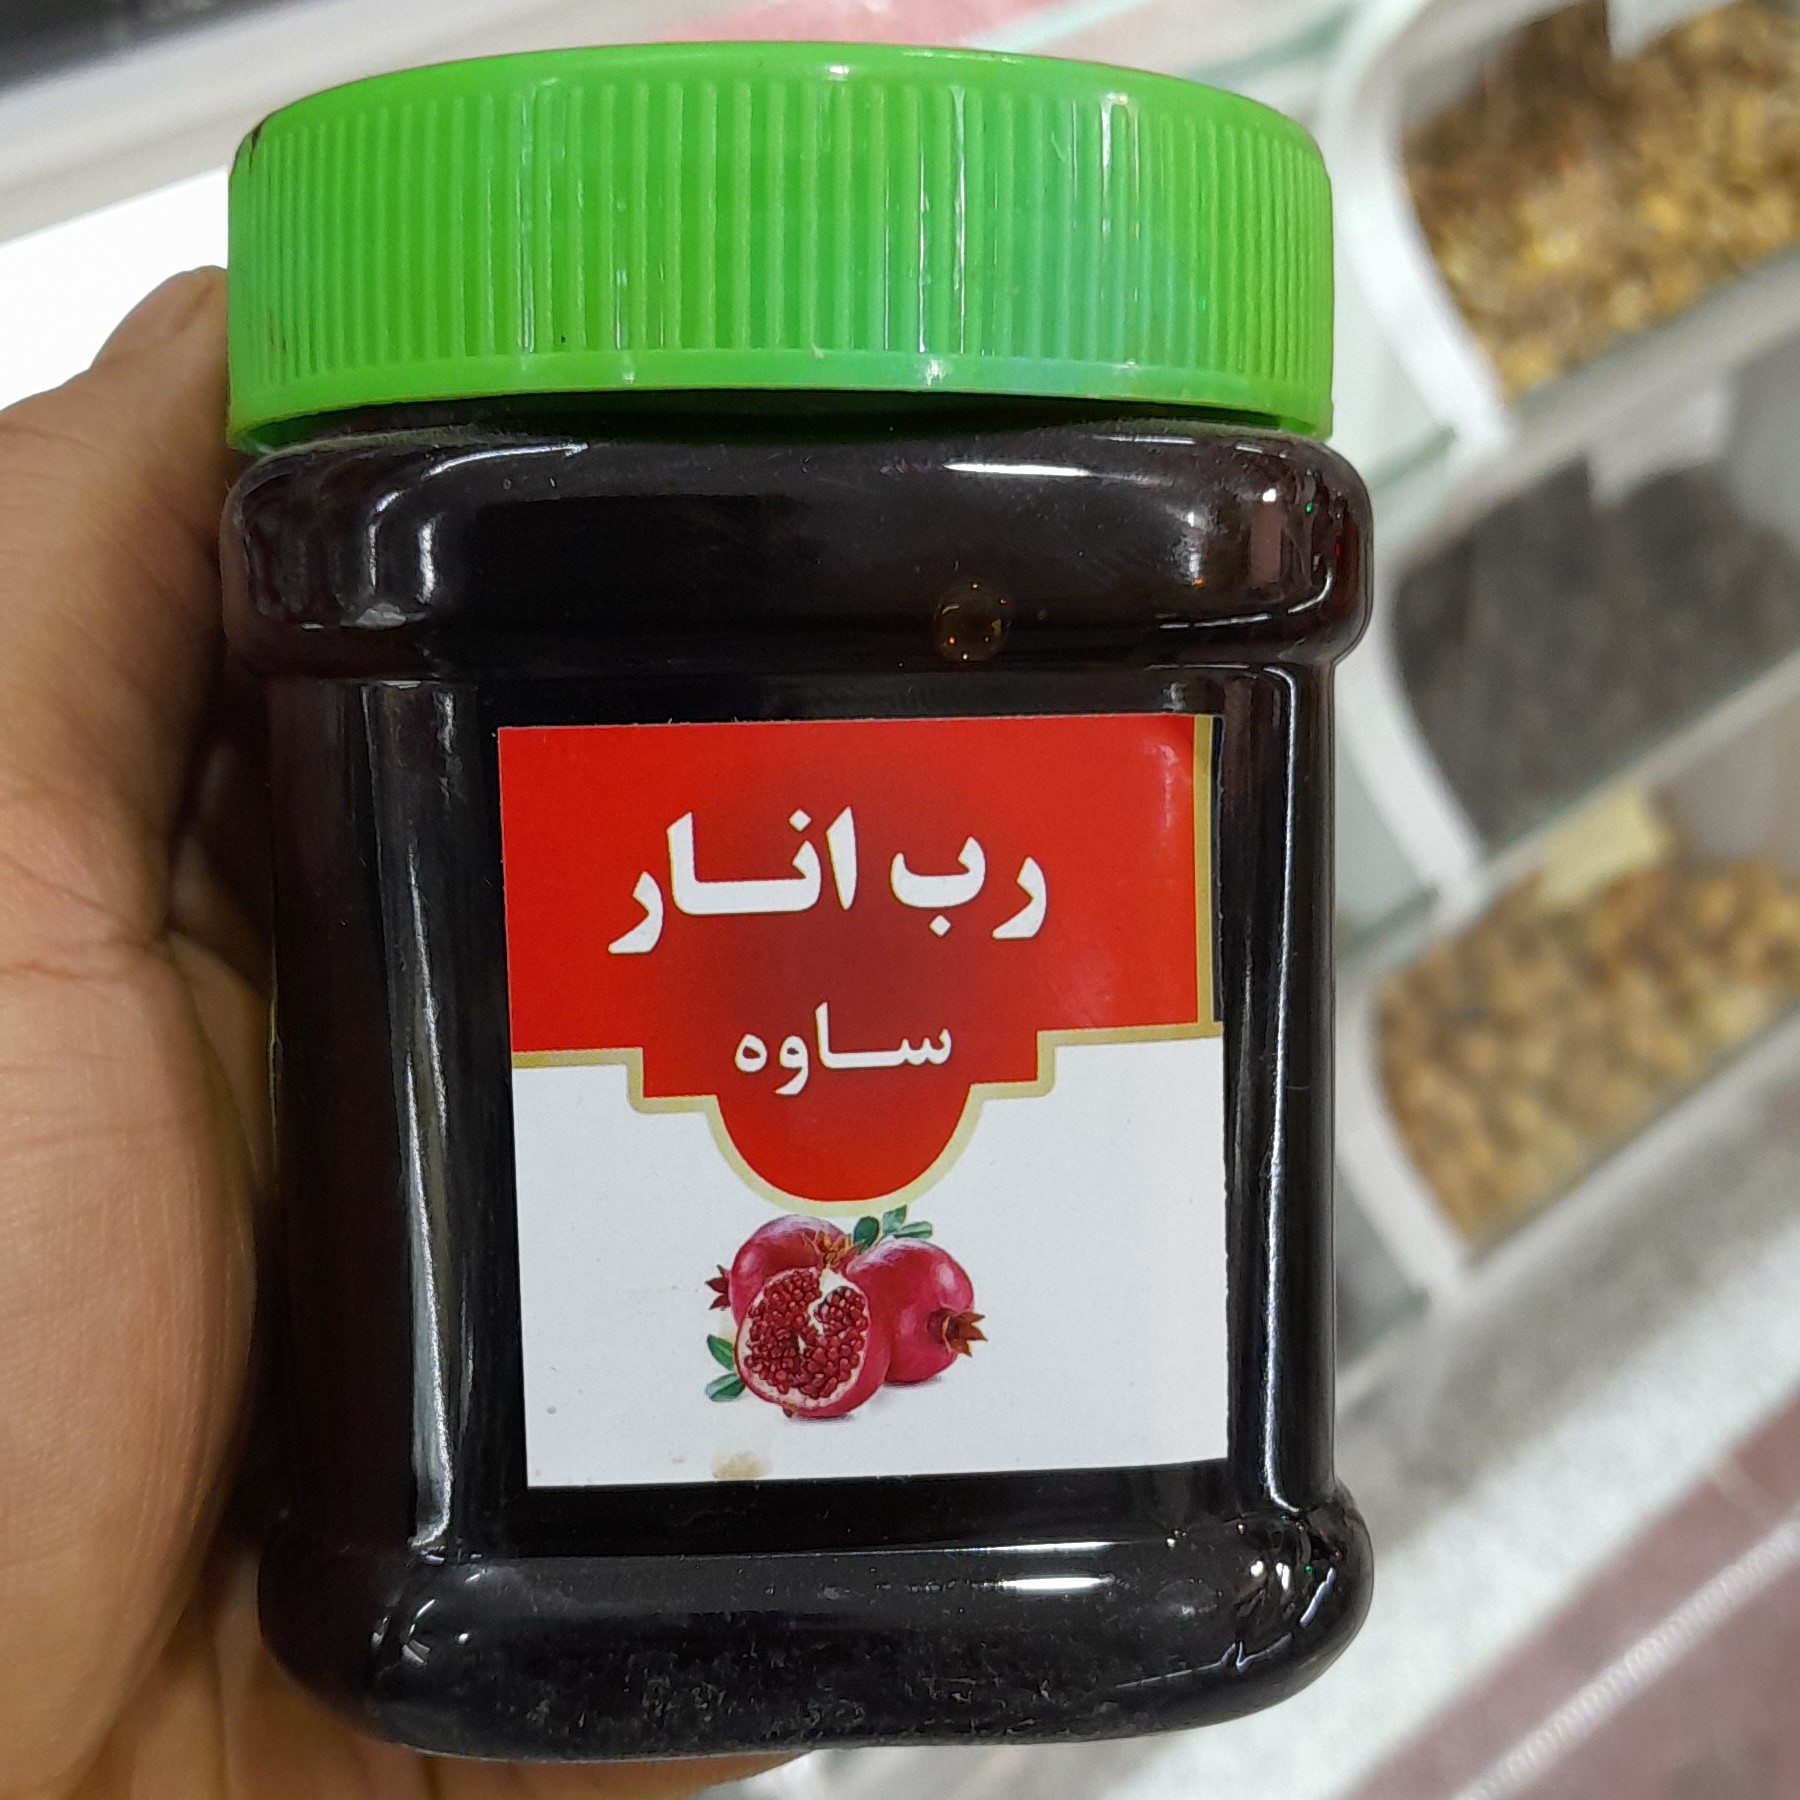 رب انار
ساوه